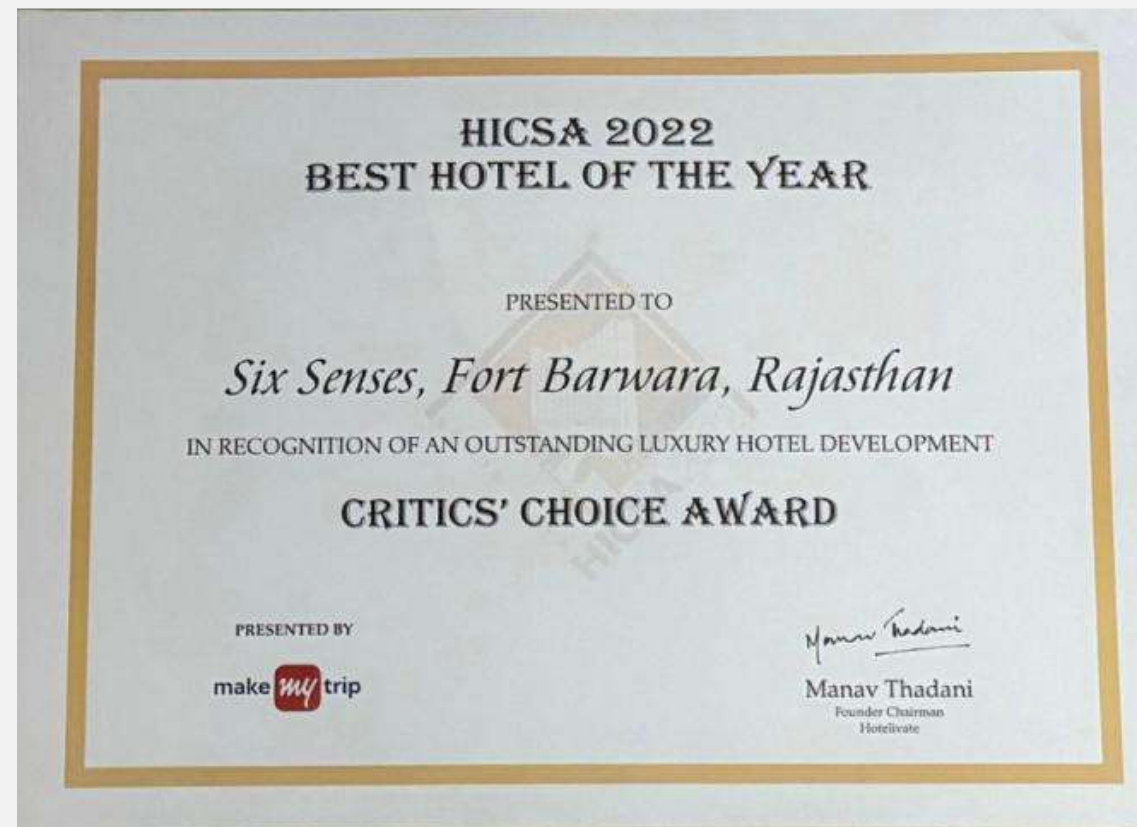 HICSA 2022
BEST HOTEL OF THE YEAR
PRESENTED TO
Six Senses, Fort Barwara, Rajasthan
IN RECOGNITION OF AN OUTSTANDING LUXURY HOTEL DEVELOPMENT
CRITICS' CHOICE AWARD
HICSA
PRESENTED BY
make my trip
Manav Thadani
Manav Thadani
Founder Chairman
Hotelivate